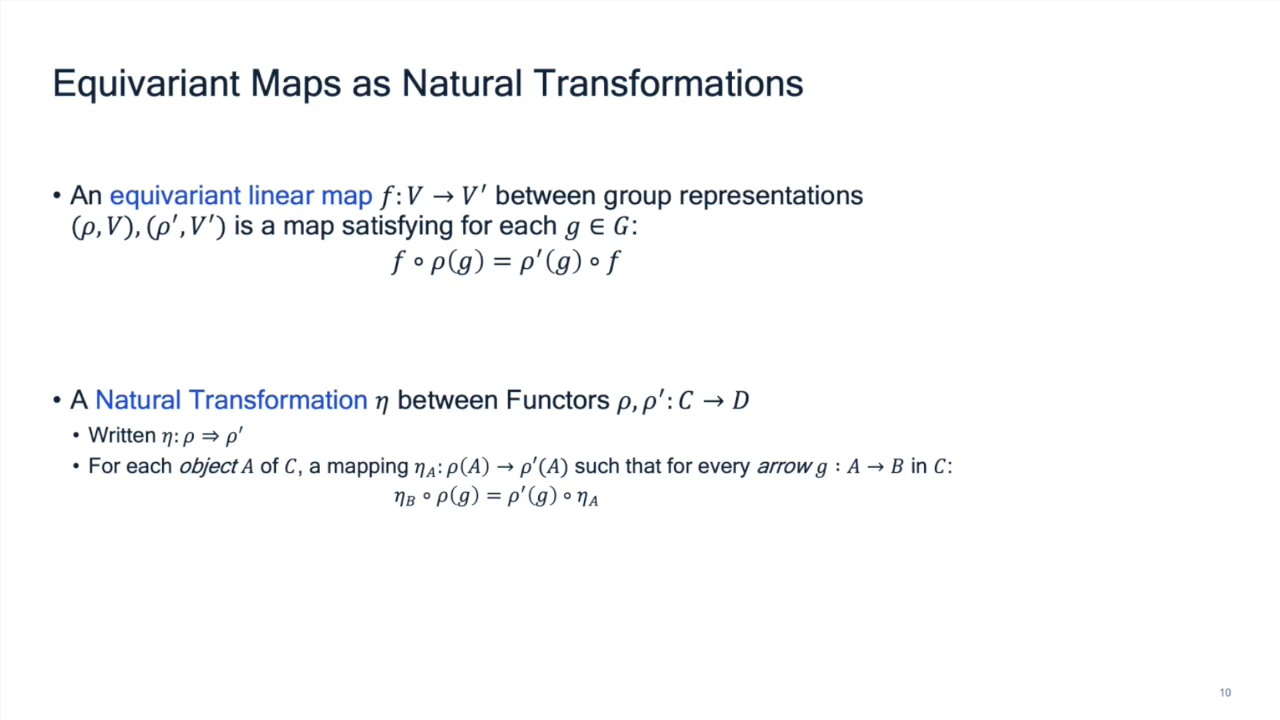 Equivariant Maps as Natural Transformations
• An equivariant linear map 𝑓: 𝑉 → 𝑉′ between group representations
(𝜌, 𝑉), (𝜌′, 𝑉′) is a map satisfying for each 𝑔 ∈ 𝐺:
𝑓 ∘ 𝜌(𝑔) = 𝜌′(𝑔) ∘ 𝑓
• A Natural Transformation 𝜂 between Functors 𝜌, 𝜌′: 𝐶 → 𝐷
• Written 𝜂: 𝜌 ⇒ 𝜌′
• For each object 𝐴 of 𝐶, a mapping 𝜂_𝐴: 𝜌(𝐴) → 𝜌′(𝐴) such that for every arrow 𝑔 : 𝐴 → 𝐵 in 𝐶:
𝜂_𝐵 ∘ 𝜌(𝑔) = 𝜌′(𝑔) ∘ 𝜂_𝐴
10